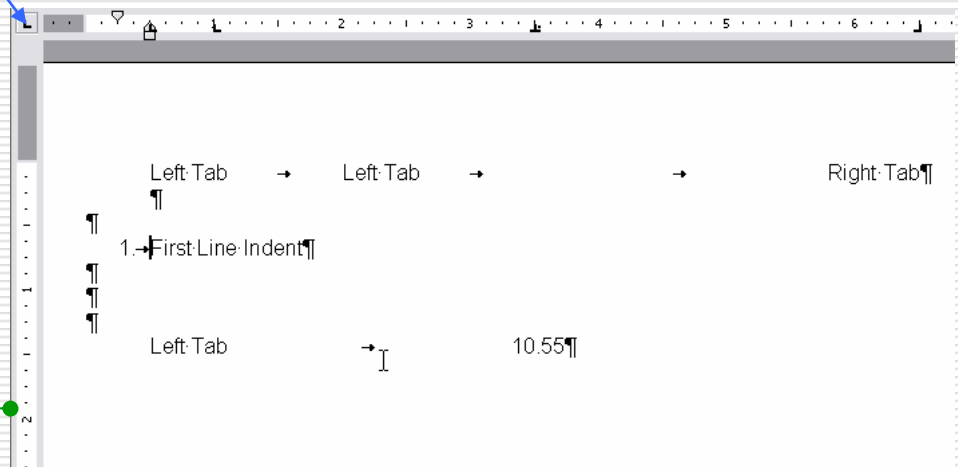 1 2 3 4 5 6
Left·Tab → Left·Tab → → Right·Tab¶
¶
¶
1.→First·Line·Indent¶
¶
¶
¶
Left·Tab → 10.55¶
1
2